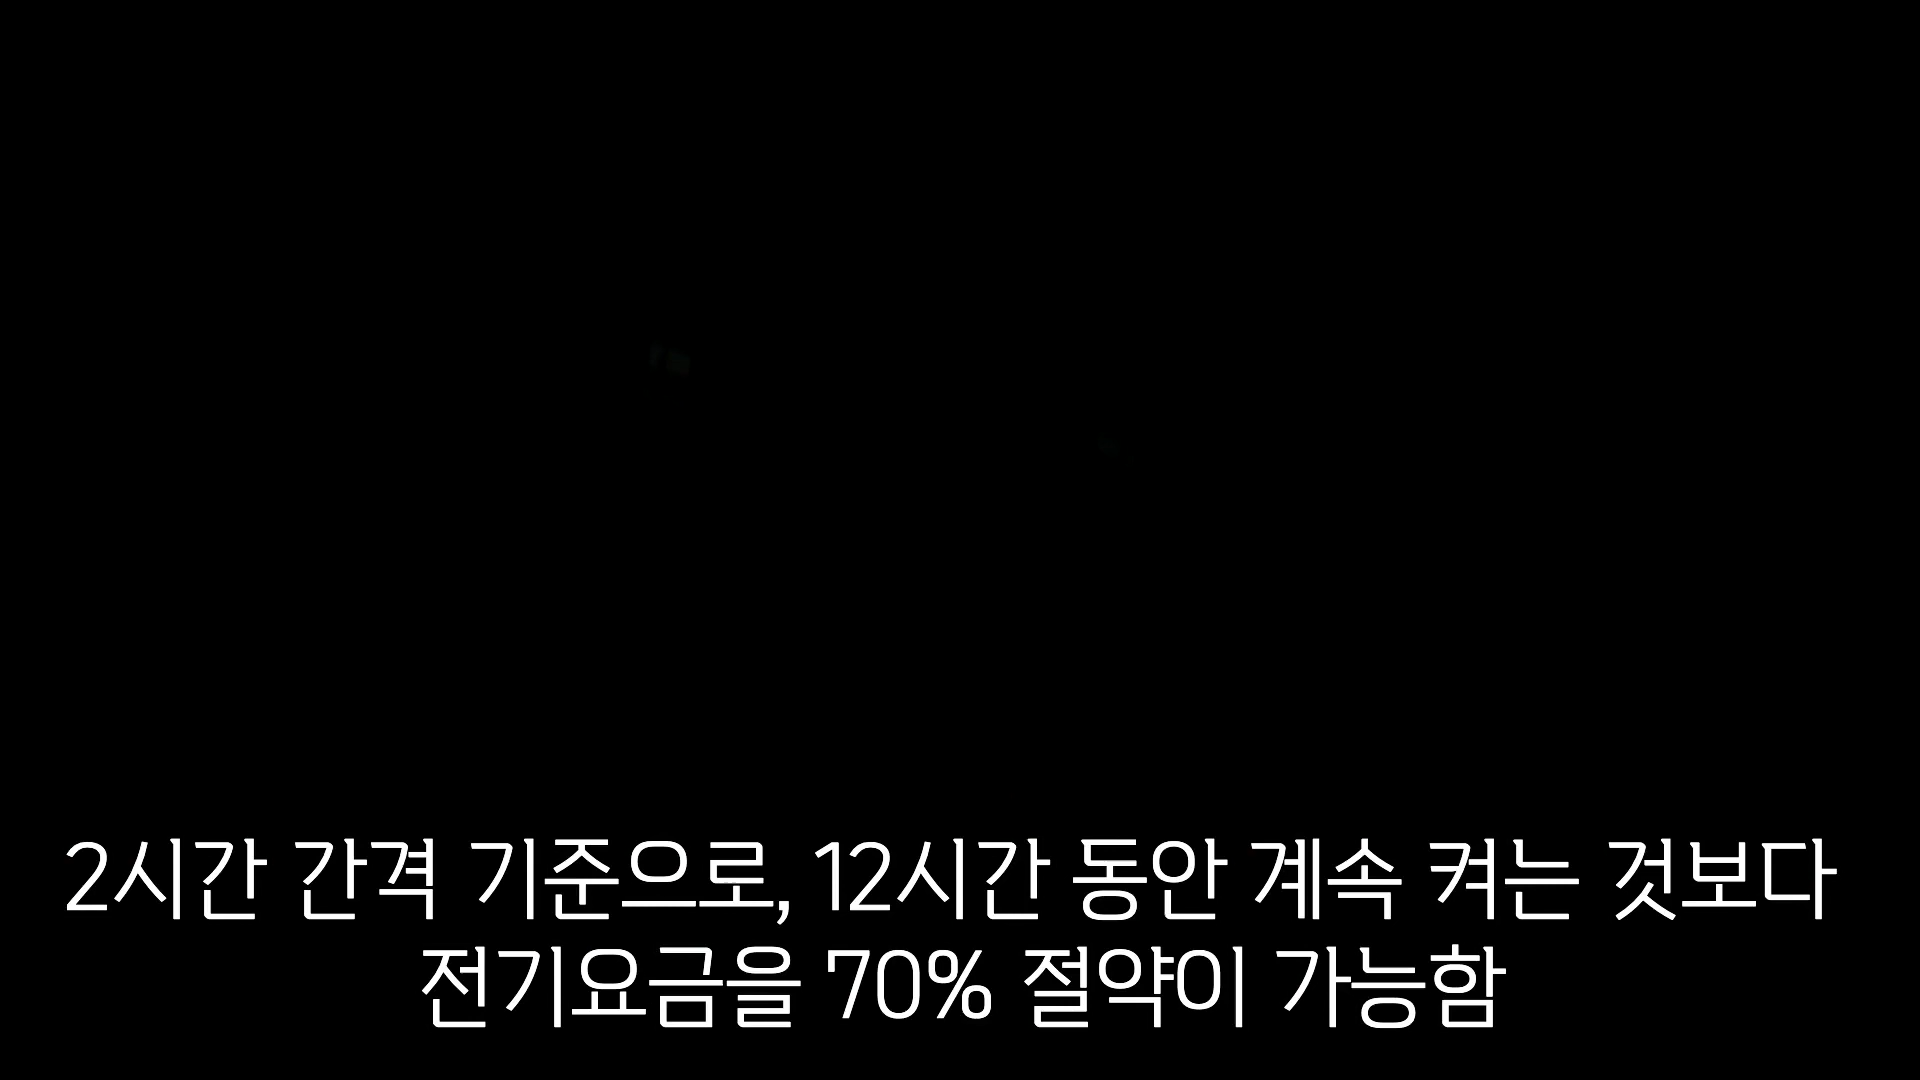 2시간 간격 기준으로, 12시간 동안 계속 켜는 것보다
전기요금을 70% 절약이 가능함